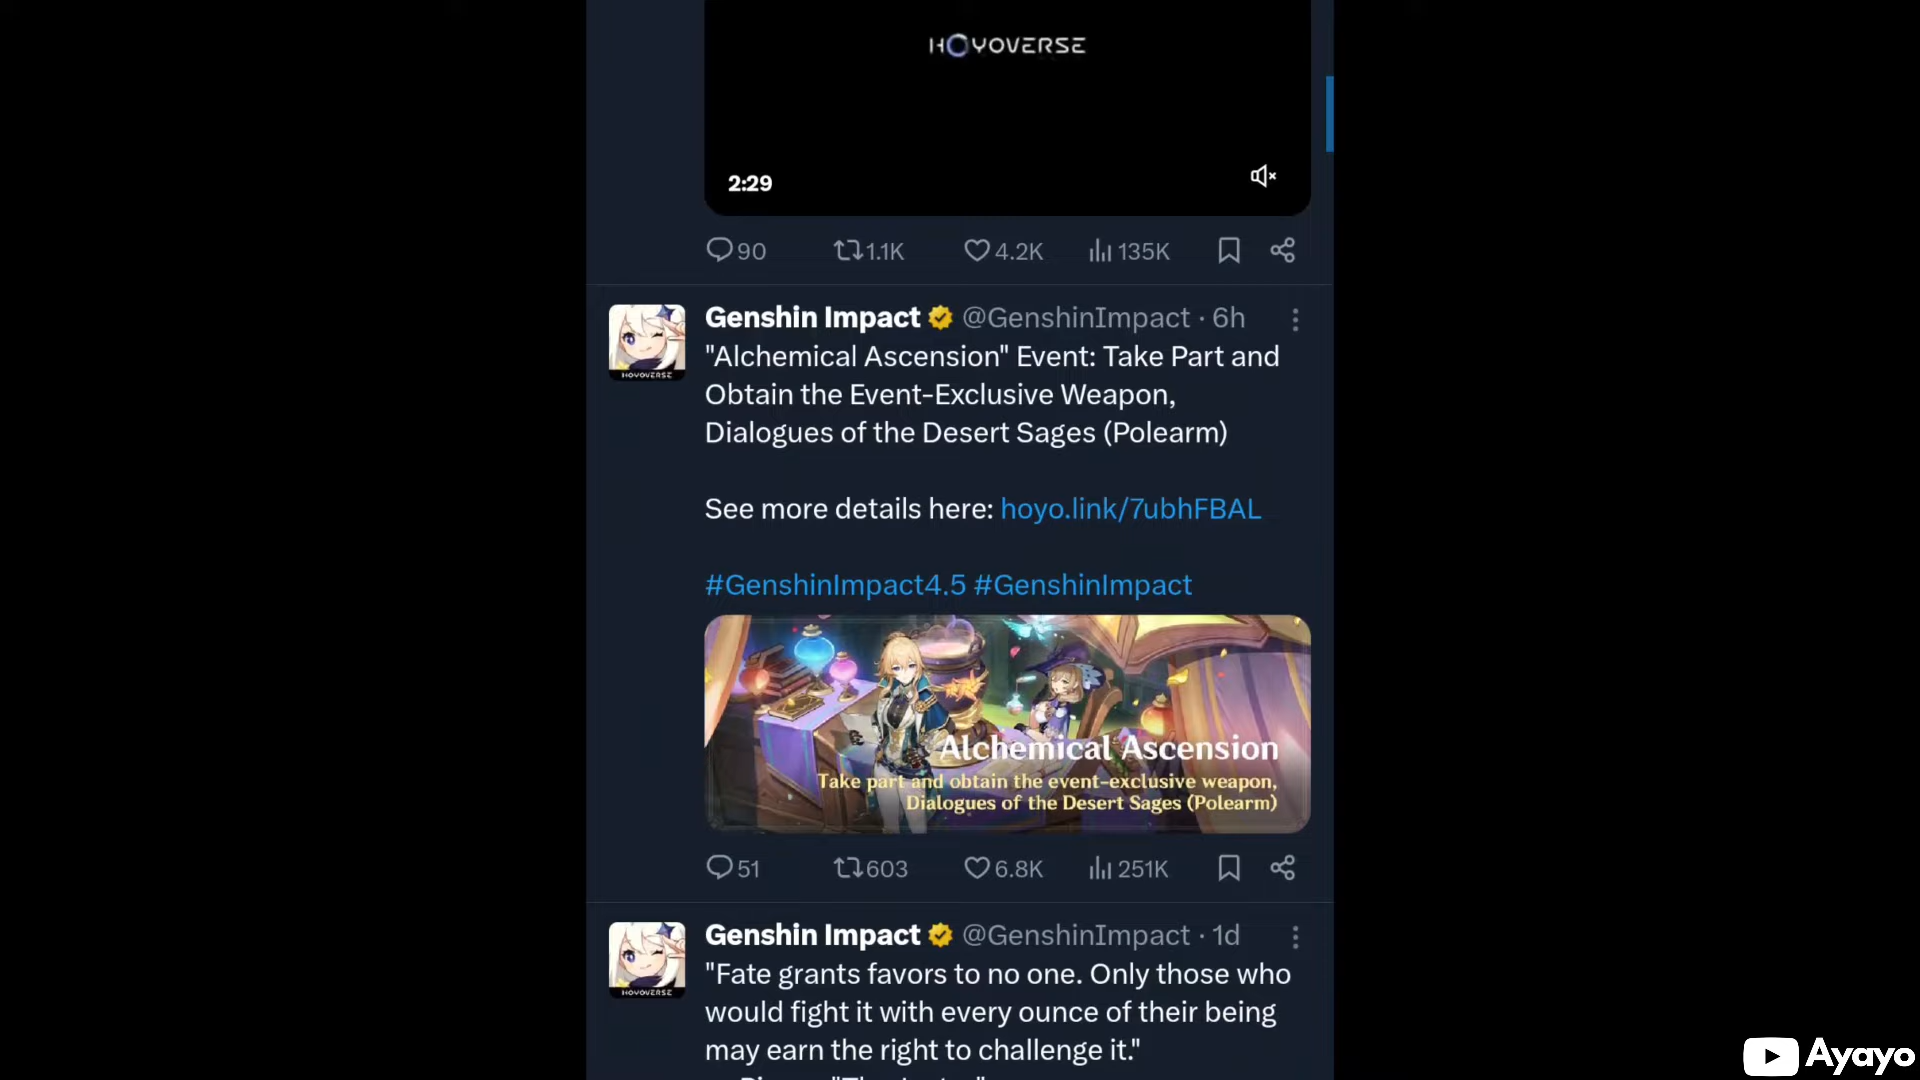 HOYOVERSE
2:29
90 1.1K 4.2K 135K
Genshin Impact @GenshinImpact · 6h
"Alchemical Ascension" Event: Take Part and
Obtain the Event-Exclusive Weapon,
Dialogues of the Desert Sages (Polearm)
See more details here: hoyo.link/7ubhFBAL
#GenshinImpact4.5 #GenshinImpact
Alchemical Ascension
Take part and obtain the event-exclusive weapon,
Dialogues of the Desert Sages (Polearm)
51 603 6.8K 251K
HOYOVERSE
Genshin Impact @GenshinImpact · 1d
"Fate grants favors to no one. Only those who
would fight it with every ounce of their being
may earn the right to challenge it."
HOYOVERSE
Ayayo